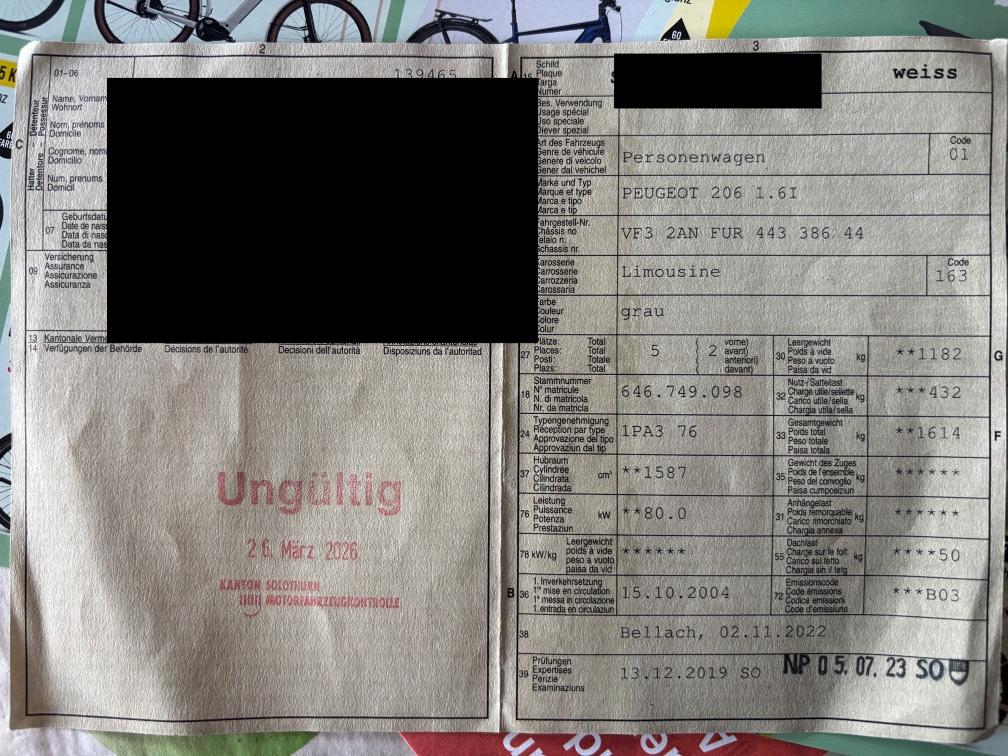 2
01-06
139465
Détenteur - Possessur
Halter - Detentore
C
Name, Vornam
Wohnort
Nom, prénoms
Domicile
Cognome, nom
Domicilio
Num, prenums
Domicil
07
Geburtsdatu
Date de nais
Data di nasc
Data da nas
09
Versicherung
Assurance
Assicurazione
Assicuranza
13 Kantonale Verme
14 Verfügungen der Behörde Décisions de l'autorité Decisioni dell'autorità Disposiziuns da l'autoritad
Ungültig
26. März 2026
KANTON SOLOTHURN
MOTORFAHRZEUGKONTROLLE
3
A 15
Schild
Plaque
Targa
Numer
weiss
Bes. Verwendung
Usage spécial
Uso speciale
Diever spezial
Art des Fahrzeugs
Genre de véhicule
Genere di veicolo
Gener dal vehichel
Personenwagen
Code
01
Marke und Typ
Marque et type
Marca e tipo
Marca e tip
PEUGEOT 206 1.6I
Fahrgestell-Nr.
Châssis no
Telaio n.
Schassis nr.
VF3 2AN FUR 443 386 44
Karosserie
Carrosserie
Carrozzeria
Carossaria
Limousine
Code
163
Farbe
Couleur
Colore
Colur
grau
27
Plätze: Total
Places: Total
Posti: Totale
Plazs: Total
5
2
vorne)
avant)
anteriori)
davant)
30
Leergewicht
Poids à vide
Peso a vuoto
Paisa da vid
kg
**1182
G
18
Stammnummer
N° matricule
N. di matricola
Nr. da matricla
646.749.098
32
Nutz-/Sattellast
Charge utile/sellette
Carico utile/sella
Chargia utila/sella
kg
***432
24
Typengenehmigung
Réception par type
Approvazione del tipo
Approvaziun dal tip
1PA3 76
33
Gesamtgewicht
Poids total
Peso totale
Paisa totala
kg
**1614
F
37
Hubraum
Cylindrée
Cilindrata
Cilindrada
cm³
**1587
35
Gewicht des Zuges
Poids de l'ensemble
Peso del convoglio
Paisa cumposiziun
kg
******
76
Leistung
Puissance
Potenza
Prestaziun
kW
**80.0
31
Anhängelast
Poids remorquable
Carico rimorchiato
Chargia annexa
kg
******
78 kW/kg
Leergewicht
poids à vide
peso a vuoto
paisa da vid
******
55
Dachlast
Charge sur le toit
Carico sul tetto
Chargia sin il tetg
kg
****50
B 36
1. Inverkehrsetzung
1re mise en circulation
1a messa in circolazione
1. entrada en circulaziun
15.10.2004
72
Emissionscode
Code émissions
Codice emissioni
Code d'emissiuns
***B03
38
Bellach, 02.11.2022
39
Prüfungen
Expertises
Perizie
Examinaziuns
13.12.2019 SO
NP 05. 07. 23 SO